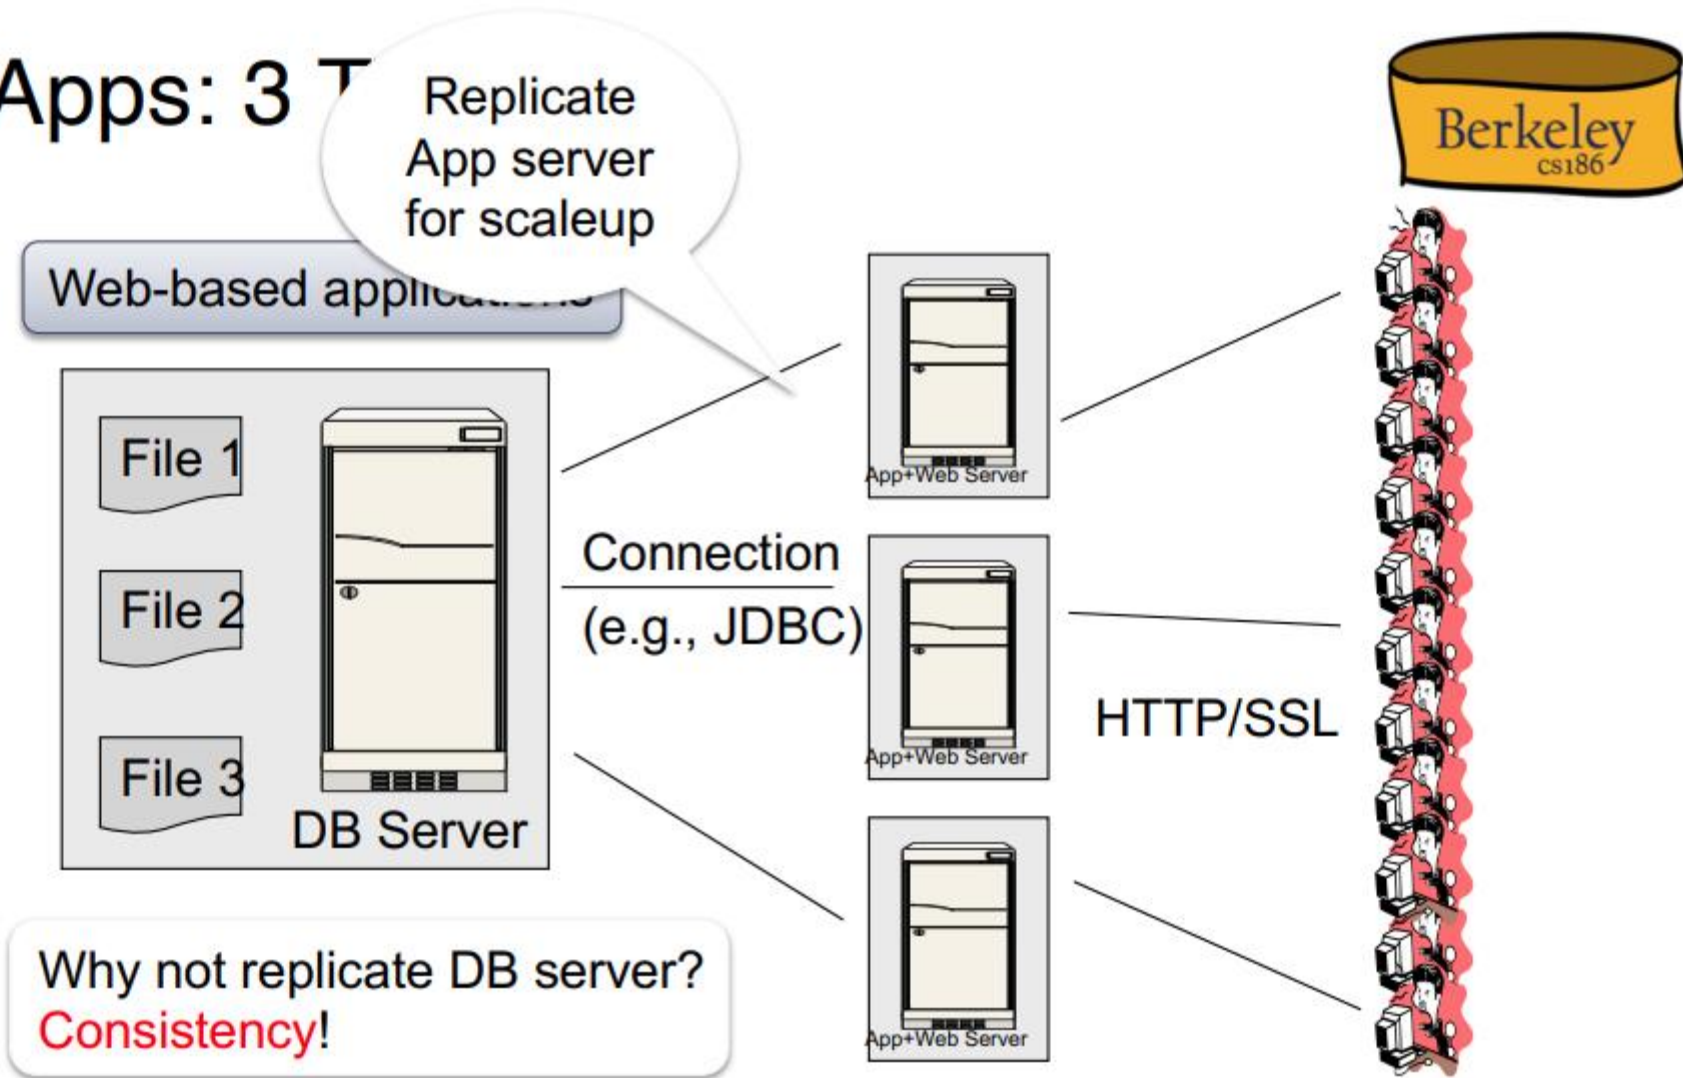 Apps: 3 T
Replicate
App server
for scaleup
Berkeley
cs186
Web-based applications
File 1
File 2
File 3
DB Server
Connection
(e.g., JDBC)
App+Web Server
App+Web Server
App+Web Server
HTTP/SSL
Why not replicate DB server?
Consistency!